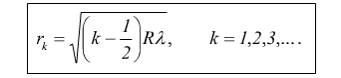 r_k = √((k − 1/2)Rλ), k = 1,2,3,... .